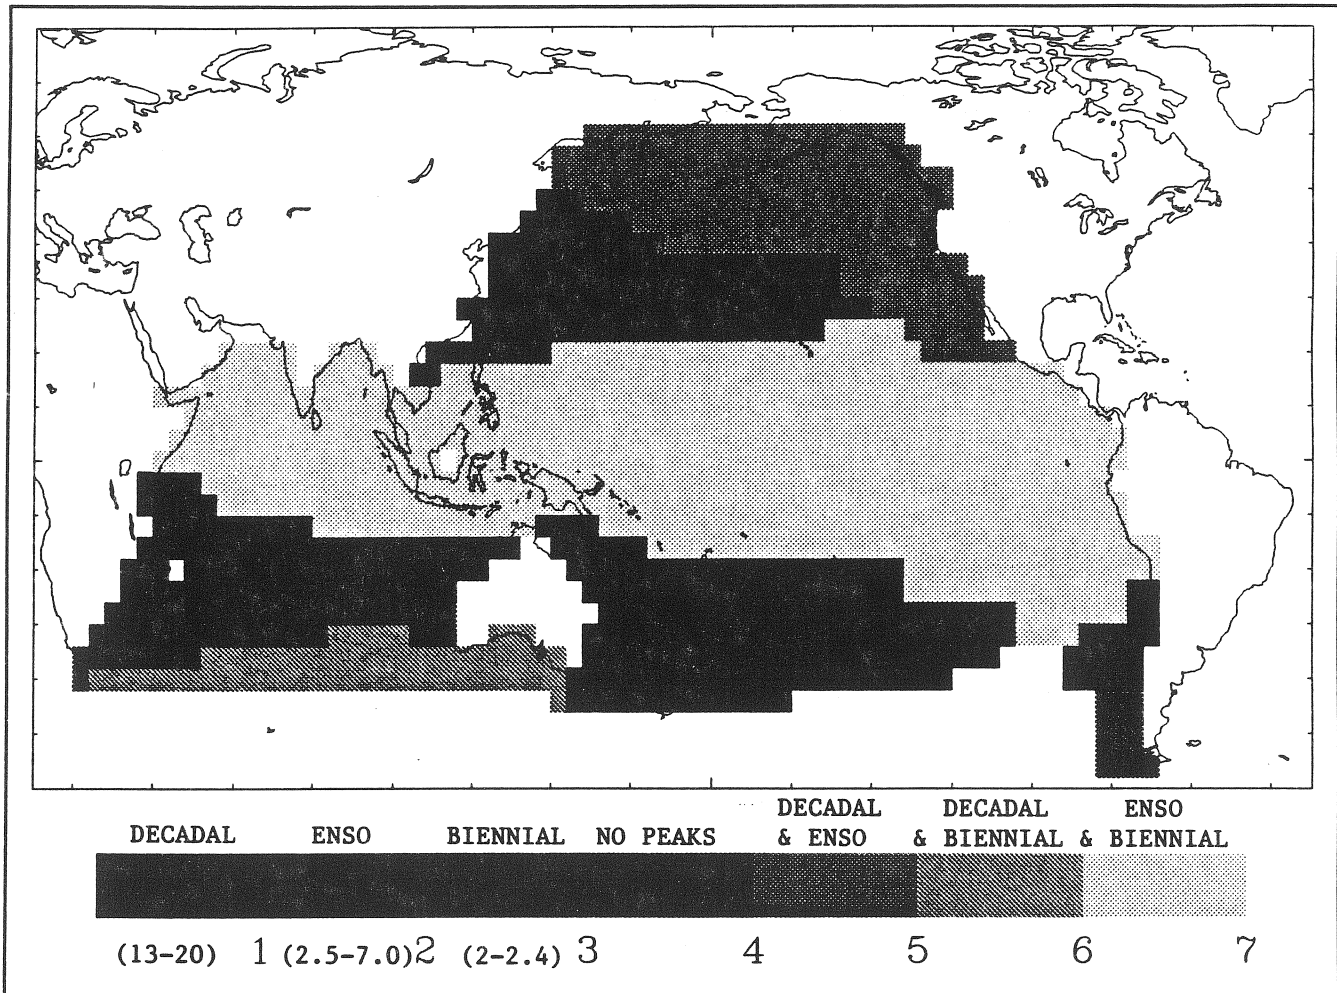 DECADAL DECADAL ENSO
DECADAL ENSO BIENNIAL NO PEAKS & ENSO & BIENNIAL & BIENNIAL
(13-20) 1 (2.5-7.0) 2 (2-2.4) 3 4 5 6 7